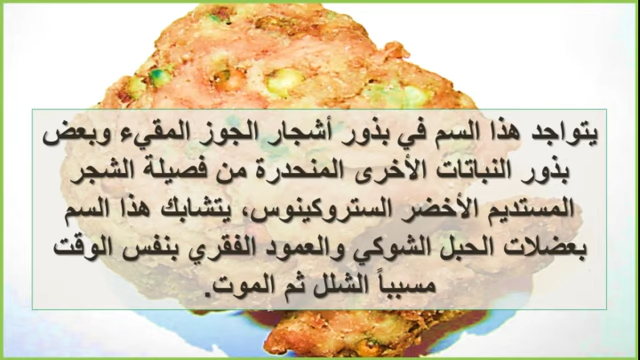 يتواجد هذا السم في بذور أشجار الجوز المقيء وبعض
بذور النباتات الأخرى المنحدرة من فصيلة الشجر
المستديم الأخضر الستروكينوس، يتشابك هذا السم
بعضلات الحبل الشوكي والعمود الفقري بنفس الوقت
مسبباً الشلل ثم الموت.